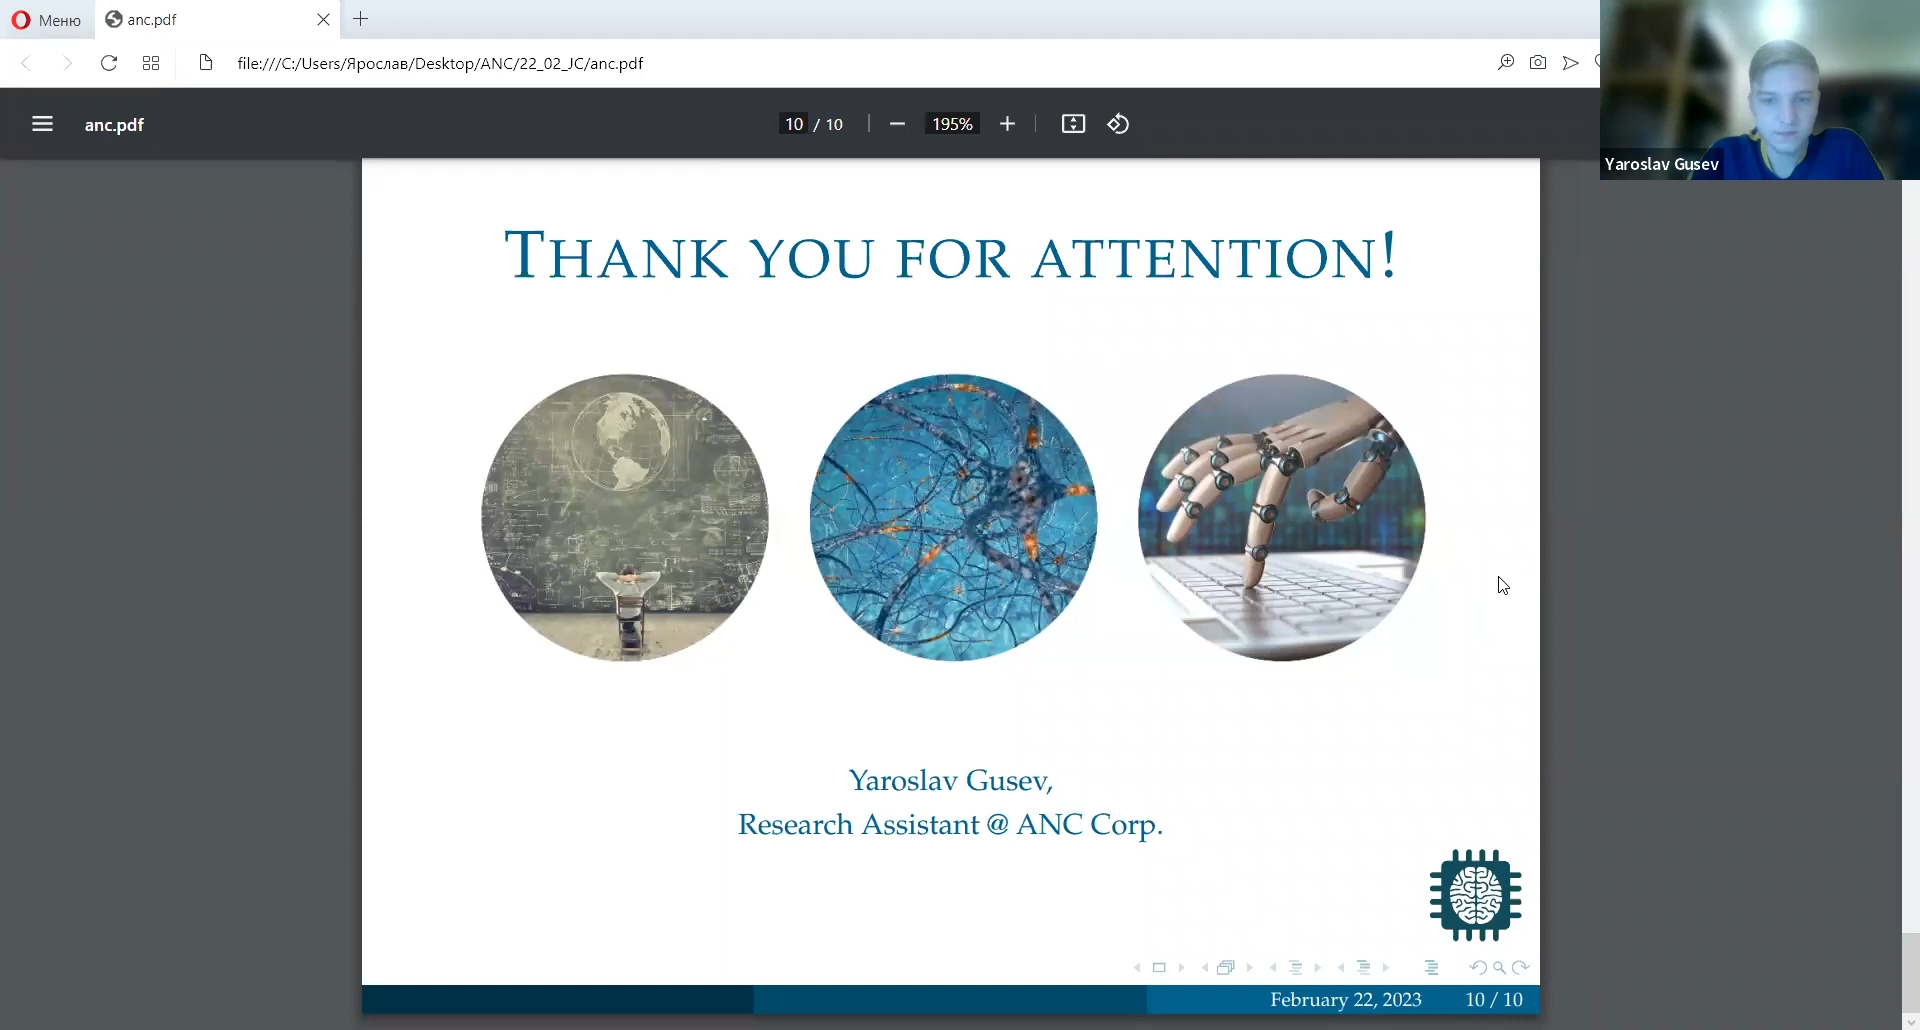 Меню
anc.pdf
file:///C:/Users/Ярослав/Desktop/ANC/22_02_JC/anc.pdf
anc.pdf
10 / 10
195%
Yaroslav Gusev
THANK YOU FOR ATTENTION!
Yaroslav Gusev,
Research Assistant @ ANC Corp.
February 22, 2023
10 / 10